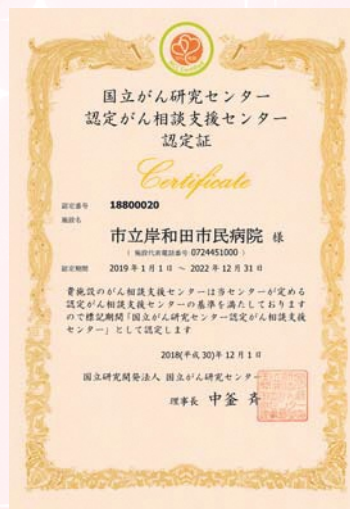 国立がん研究センター
認定がん相談支援センター
認定証
Certificate
認定番号 18800020
施設名
市立岸和田市民病院 様
( 施設代表電話番号 0724451000 )
認定期間 2019年1月1日 ~ 2022年12月31日
貴施設のがん相談支援センターは当センターが定める
認定がん相談支援センターの基準を満たしております
ので標記期間「国立がん研究センター認定がん相談支援
センター」として認定します
2018(平成30)年12月1日
国立研究開発法人 国立がん研究センター
理事長 中釜 斉